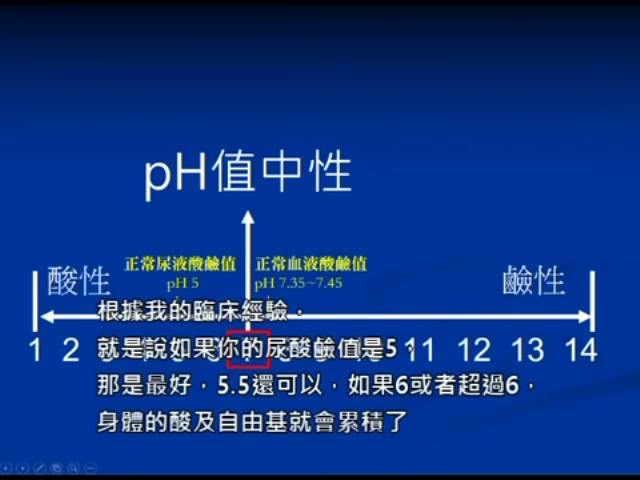 pH值中性
正常尿液酸鹼值 正常血液酸鹼值
pH 5 pH 7.35~7.45
酸性 鹼性
根據我的臨床經驗，
1 2 11 12 13 14
就是說如果你的尿酸鹼值是5，
那是最好，5.5還可以，如果6或者超過6，
身體的酸及自由基就會累積了